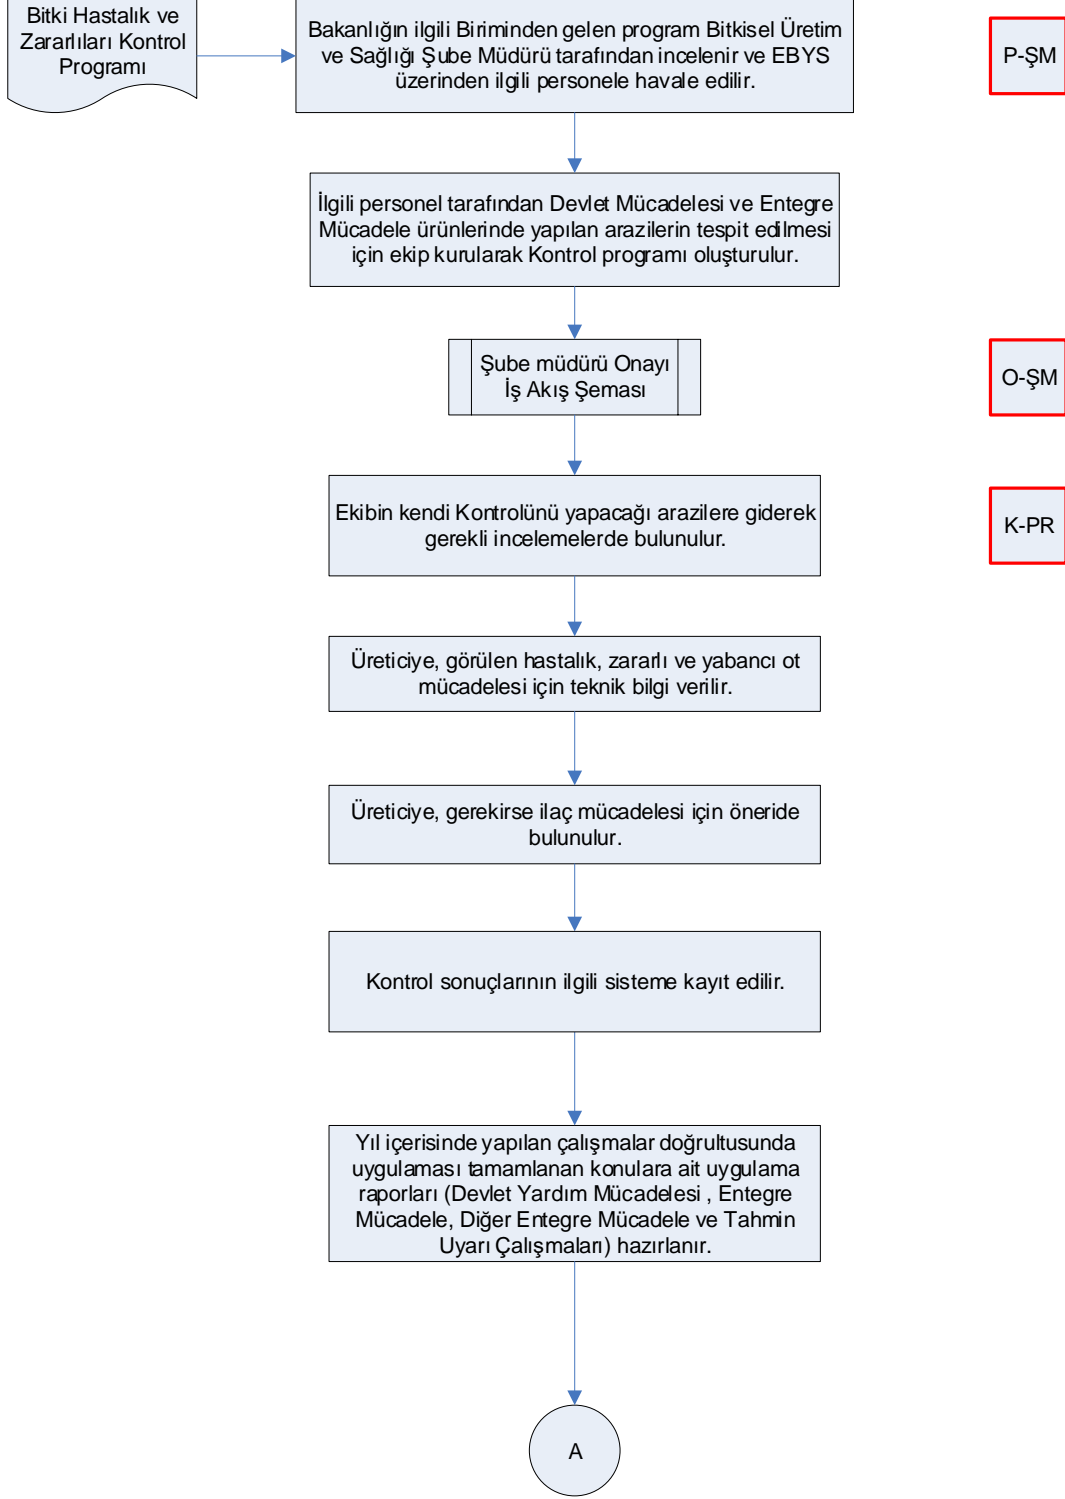 Bitki Hastalık ve
Zararlıları Kontrol
Programı
Bakanlığın ilgili Biriminden gelen program Bitkisel Üretim
ve Sağlığı Şube Müdürü tarafından incelenir ve EBYS
üzerinden ilgili personele havale edilir.
P-ŞM
İlgili personel tarafından Devlet Mücadelesi ve Entegre
Mücadele ürünlerinde yapılan arazilerin tespit edilmesi
için ekip kurularak Kontrol programı oluşturulur.
Şube müdürü Onayı
İş Akış Şeması
O-ŞM
Ekibin kendi Kontrolünü yapacağı arazilere giderek
gerekli incelemelerde bulunulur.
K-PR
Üreticiye, görülen hastalık, zararlı ve yabancı ot
mücadelesi için teknik bilgi verilir.
Üreticiye, gerekirse ilaç mücadelesi için öneride
bulunulur.
Kontrol sonuçlarının ilgili sisteme kayıt edilir.
Yıl içerisinde yapılan çalışmalar doğrultusunda
uygulaması tamamlanan konulara ait uygulama
raporları (Devlet Yardım Mücadelesi , Entegre
Mücadele, Diğer Entegre Mücadele ve Tahmin
Uyarı Çalışmaları) hazırlanır.
A